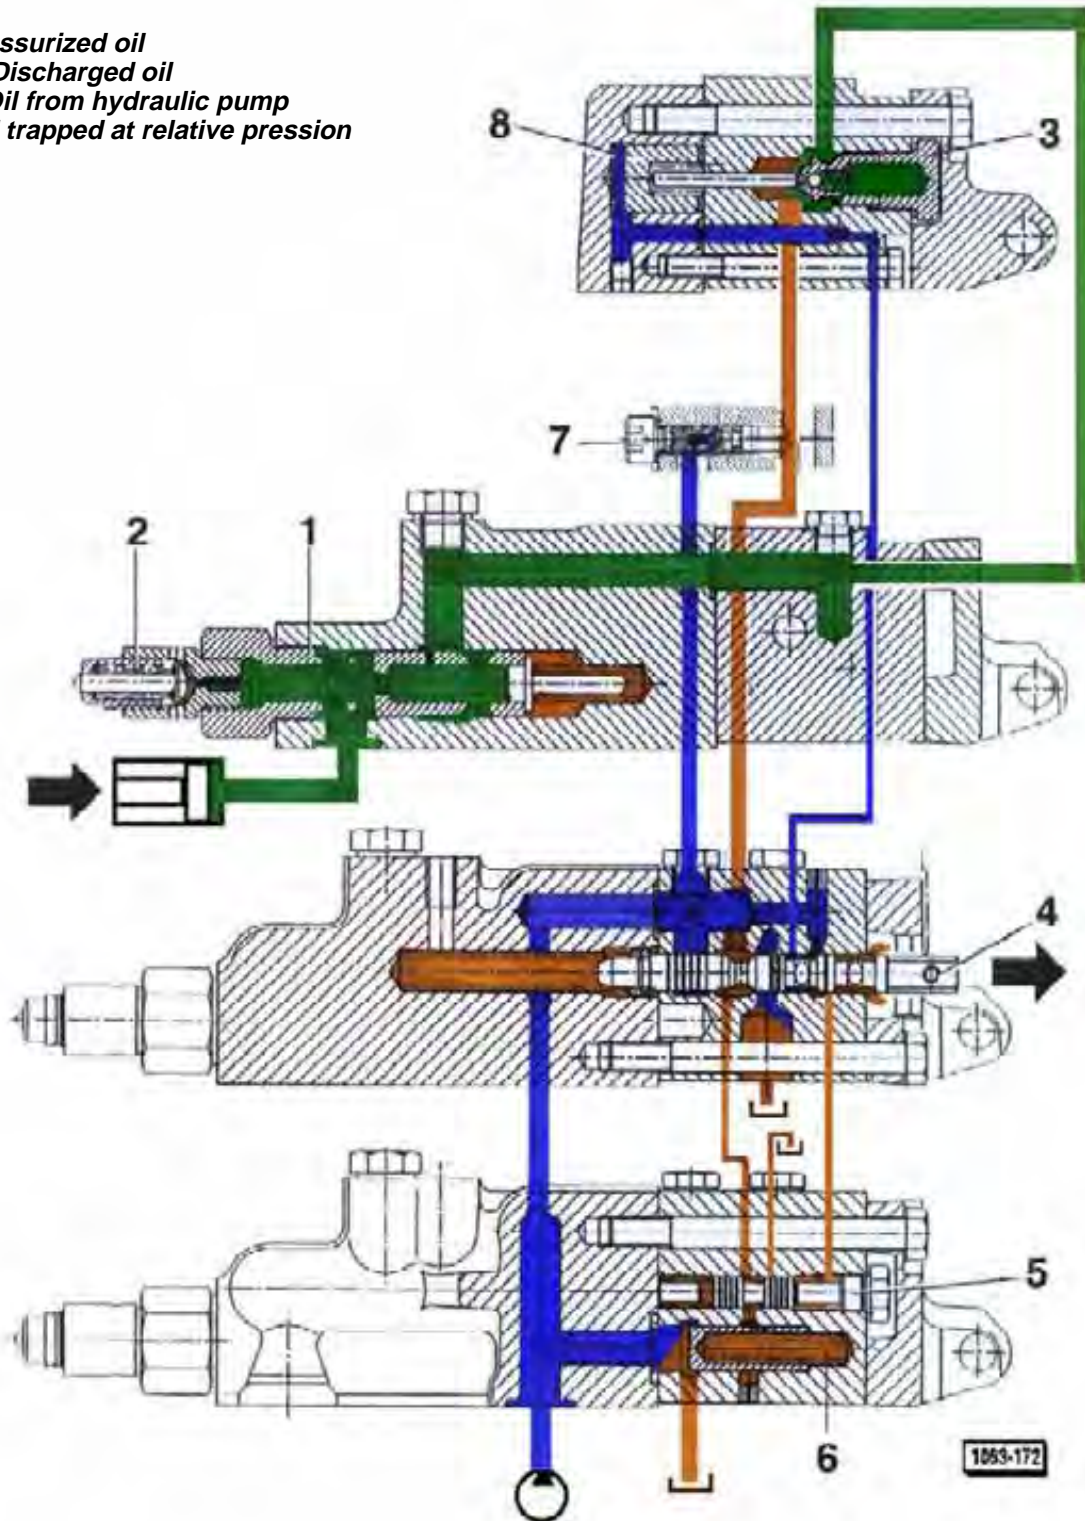 ssurized oil
Discharged oil
Oil from hydraulic pump
trapped at relative pression
8
3
7
2
1
4
5
6
1093-172